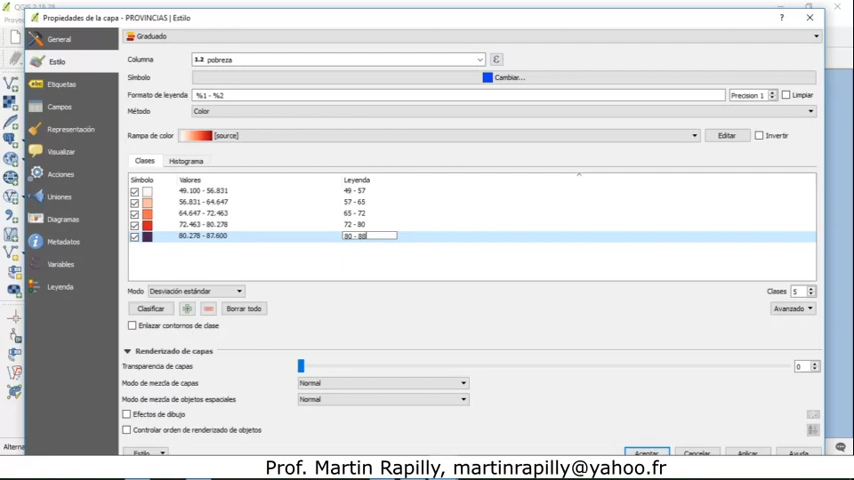 Propiedades de la capa - PROVINCIAS | Estilo
General
Estilo
Etiquetas
Campos
Representación
Visualizar
Acciones
Uniones
Diagramas
Metadatos
Variables
Leyenda
Graduado
Columna 1.2 pobreza ε
Símbolo Cambiar...
Formato de leyenda %1 - %2 Precision 1 Limpiar
Método Color
Rampa de color [source] Editar Invertir
Clases Histograma
Símbolo Valores Leyenda
49.100 - 56.831 49 - 57
56.831 - 64.647 57 - 65
64.647 - 72.463 65 - 72
72.463 - 80.278 72 - 80
80.278 - 87.600 80 - 88
Modo Desviación estándar Clases 5
Clasificar Borrar todo Avanzado
Enlazar contornos de clase
Renderizado de capas
Transparencia de capas 0
Modo de mezcla de capas Normal
Modo de mezcla de objetos espaciales Normal
Efectos de dibujo
Controlar orden de renderizado de objetos
Estilo Aceptar Cancelar Aplicar Ayuda
Prof. Martin Rapilly, martinrapilly@yahoo.fr